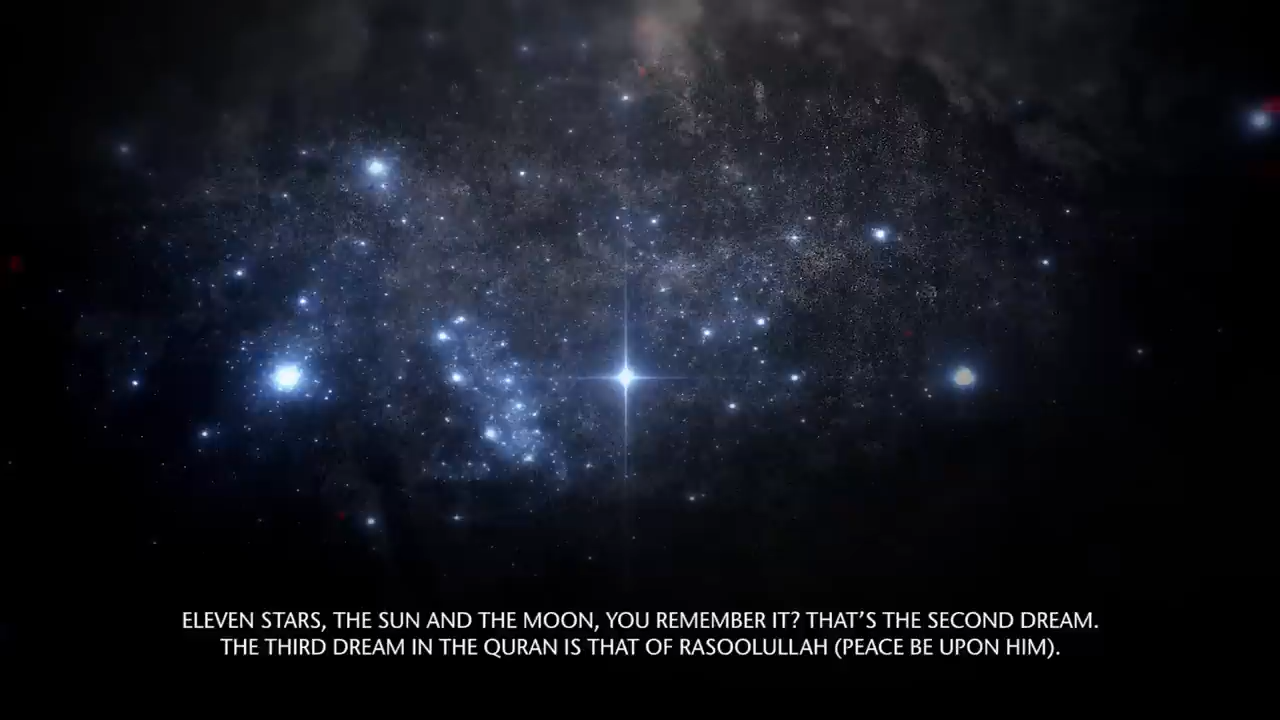 ELEVEN STARS, THE SUN AND THE MOON, YOU REMEMBER IT? THAT'S THE SECOND DREAM.
THE THIRD DREAM IN THE QURAN IS THAT OF RASOOLULLAH (PEACE BE UPON HIM).